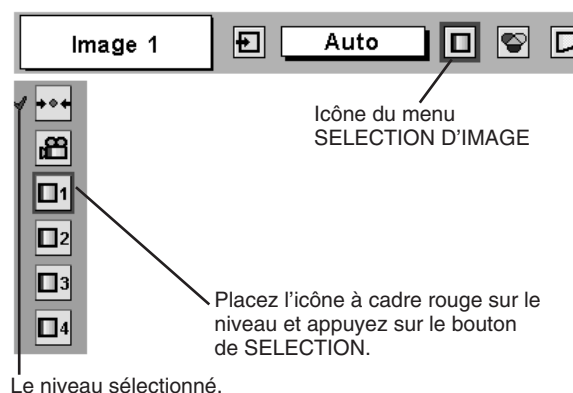 Image 1
Auto
Icône du menu
SELECTION D'IMAGE
1
2
3
4
Placez l'icône à cadre rouge sur le
niveau et appuyez sur le bouton
de SELECTION.
Le niveau sélectionné.